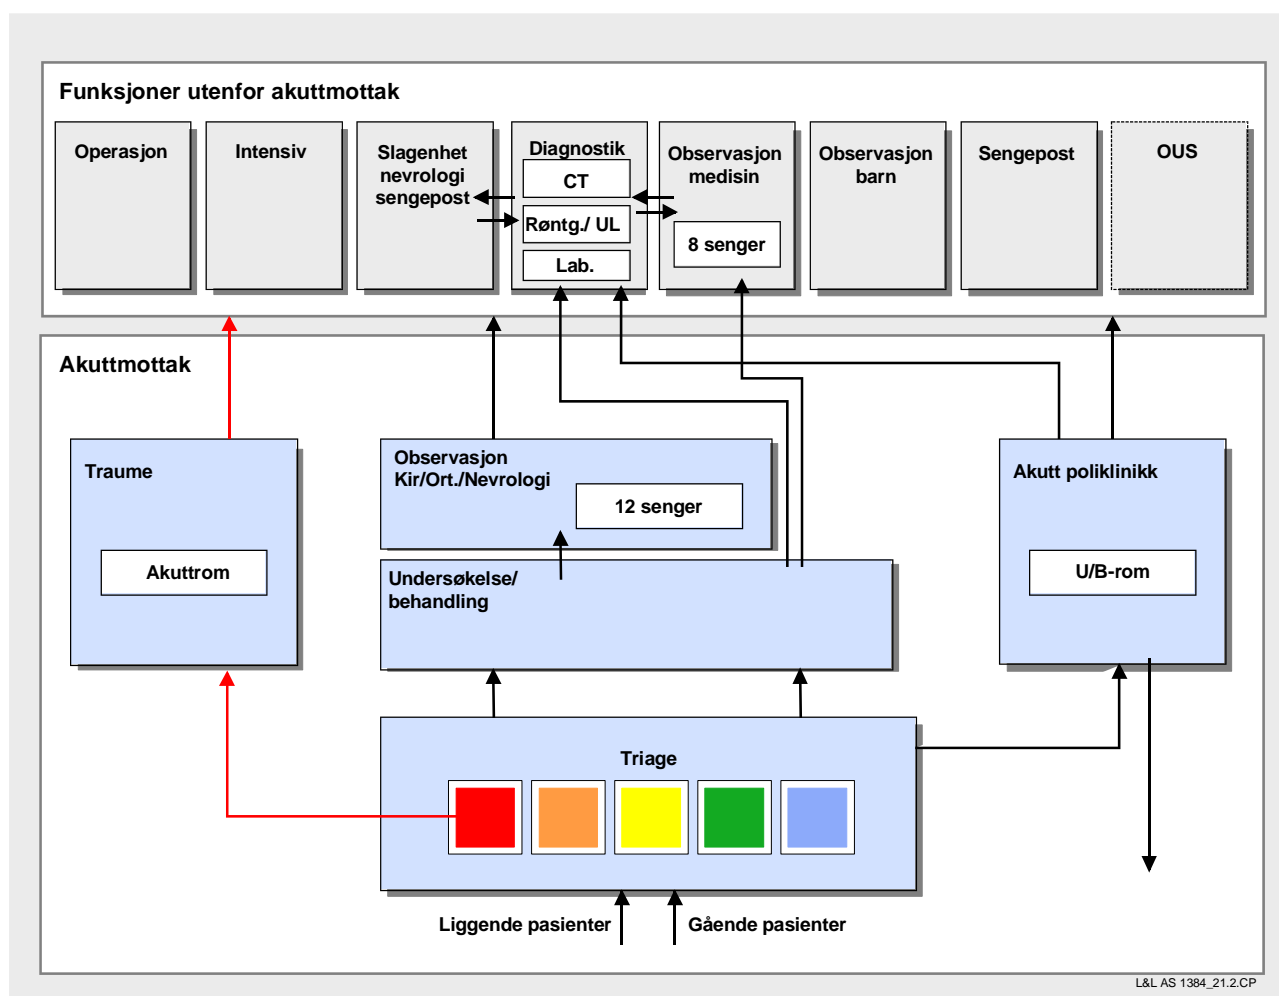 Funksjoner utenfor akuttmottak
Operasjon
Intensiv
Slagenhet
nevrologi
sengepost
Diagnostik
CT
Røntg./ UL
Lab.
Observasjon
medisin
8 senger
Observasjon
barn
Sengepost
OUS
Akuttmottak
Traume
Akuttrom
Observasjon
Kir/Ort./Nevrologi
12 senger
Undersøkelse/
behandling
Akutt poliklinikk
U/B-rom
Triage
Liggende pasienter
Gående pasienter
L&L AS 1384_21.2.CP